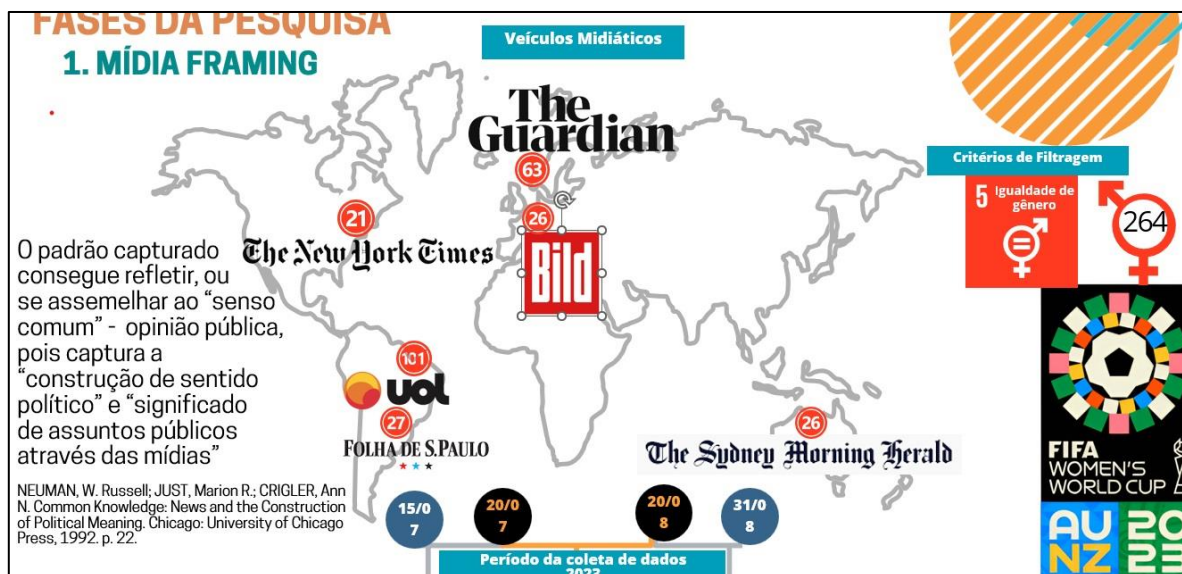 FASES DA PESQUISA
1. MÍDIA FRAMING
Veículos Midiáticos
The
Guardian
63
26
Bild
21
The New York Times
O padrão capturado
consegue refletir, ou
se assemelhar ao “senso
comum” - opinião pública,
pois captura a
“construção de sentido
político” e “significado
de assuntos públicos
através das mídias”
NEUMAN, W. Russell; JUST, Marion R.; CRIGLER, Ann
N. Common Knowledge: News and the Construction
of Political Meaning. Chicago: University of Chicago
Press, 1992. p. 22.
101
uol
27
FOLHA DE S.PAULO
26
The Sydney Morning Herald
15/0
7
20/0
7
20/0
8
31/0
8
Período da coleta de dados
2023
Critérios de Filtragem
5 Igualdade de
gênero
264
FIFA
WOMEN'S
WORLD CUP
AU 20
NZ 23